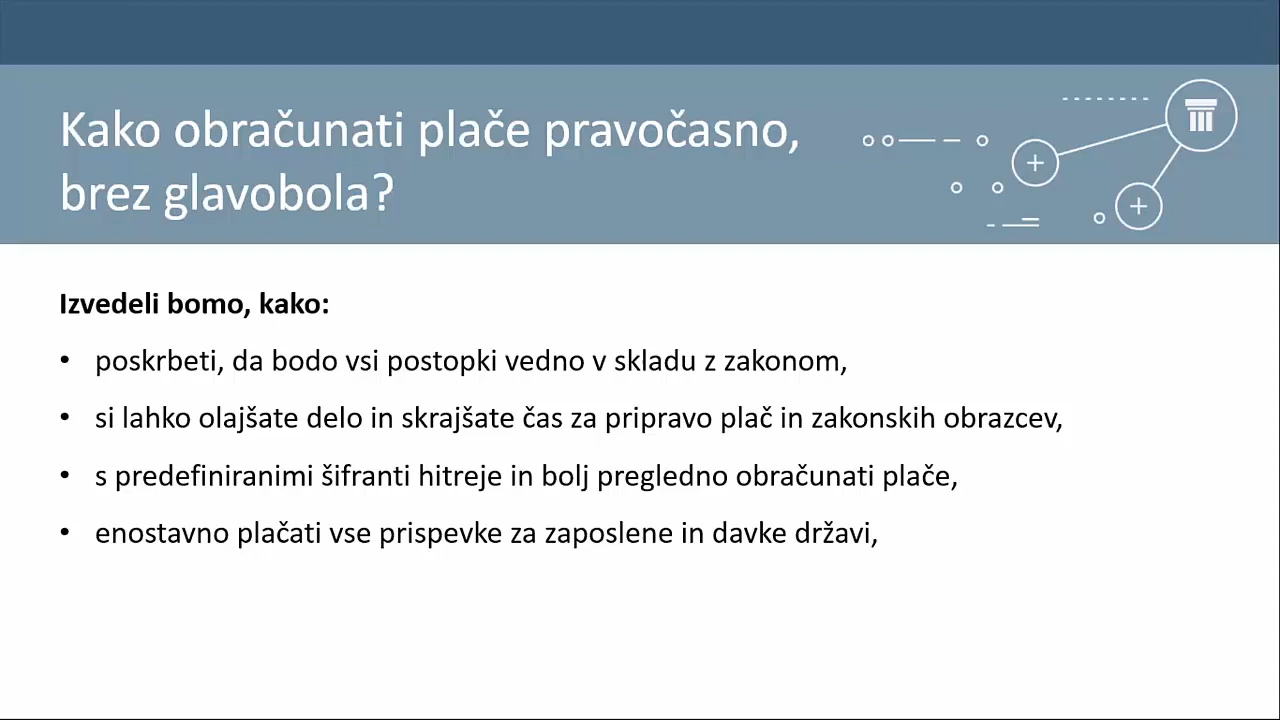 Kako obračunati plače pravočasno,
brez glavobola?
Izvedeli bomo, kako:
• poskrbeti, da bodo vsi postopki vedno v skladu z zakonom,
• si lahko olajšate delo in skrajšate čas za pripravo plač in zakonskih obrazcev,
• s predefiniranimi šifranti hitreje in bolj pregledno obračunati plače,
• enostavno plačati vse prispevke za zaposlene in davke državi,